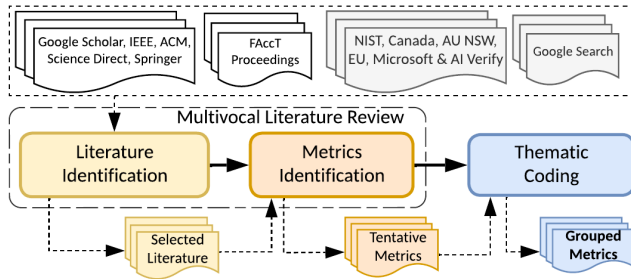 Google Scholar, IEEE, ACM,
Science Direct, Springer
FAccT
Proceedings
NIST, Canada, AU NSW,
EU, Microsoft & AI Verify
Google Search
Multivocal Literature Review
Literature
Identification
Metrics
Identification
Thematic
Coding
Selected
Literature
Tentative
Metrics
Grouped
Metrics